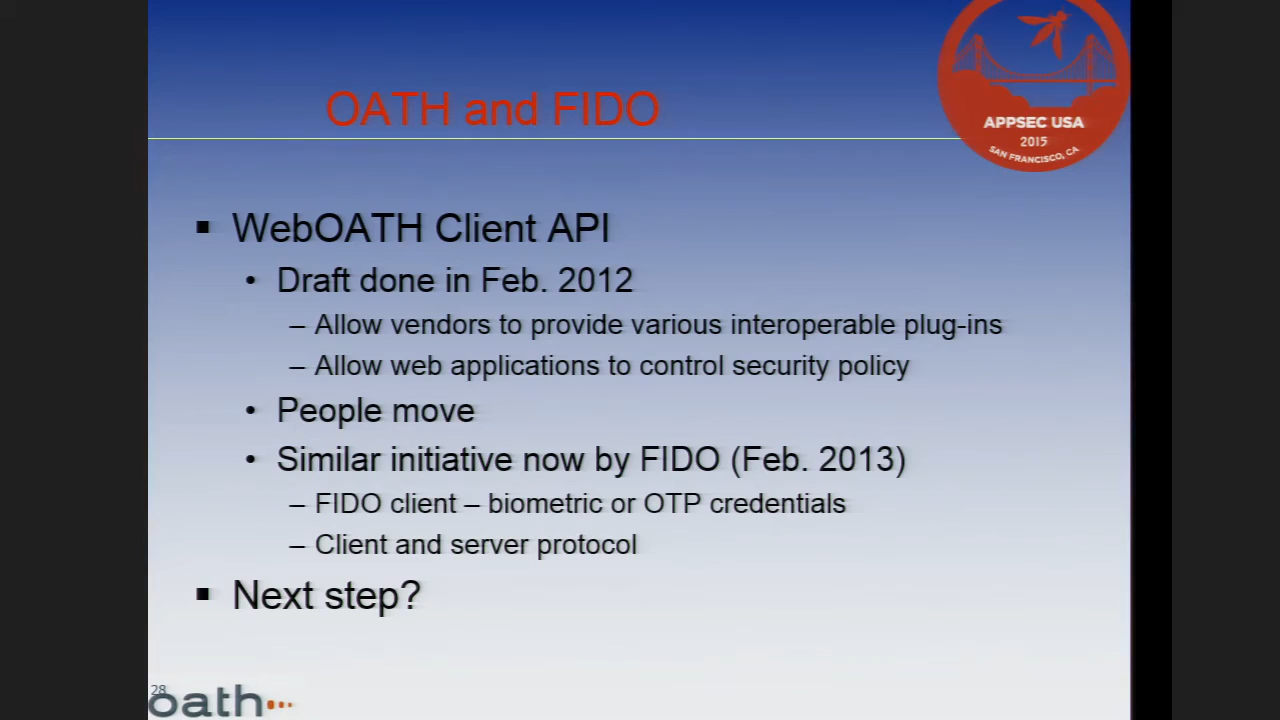 OATH and FIDO
APPSEC USA
2015
SAN FRANCISCO, CA
▪ WebOATH Client API
• Draft done in Feb. 2012
– Allow vendors to provide various interoperable plug-ins
– Allow web applications to control security policy
• People move
• Similar initiative now by FIDO (Feb. 2013)
– FIDO client – biometric or OTP credentials
– Client and server protocol
▪ Next step?
28
oath